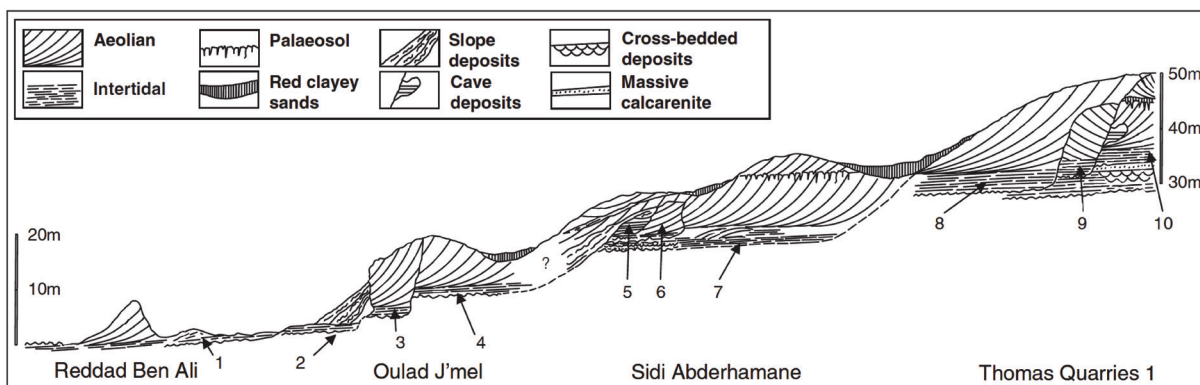 Aeolian
Palaeosol
Slope
deposits
Cross-bedded
deposits
Intertidal
Red clayey
sands
Cave
deposits
Massive
calcarenite
50m
40m
30m
20m
10m
?
1
2
3
4
5
6
7
8
9
10
Reddad Ben Ali
Oulad J'mel
Sidi Abderhamane
Thomas Quarries 1